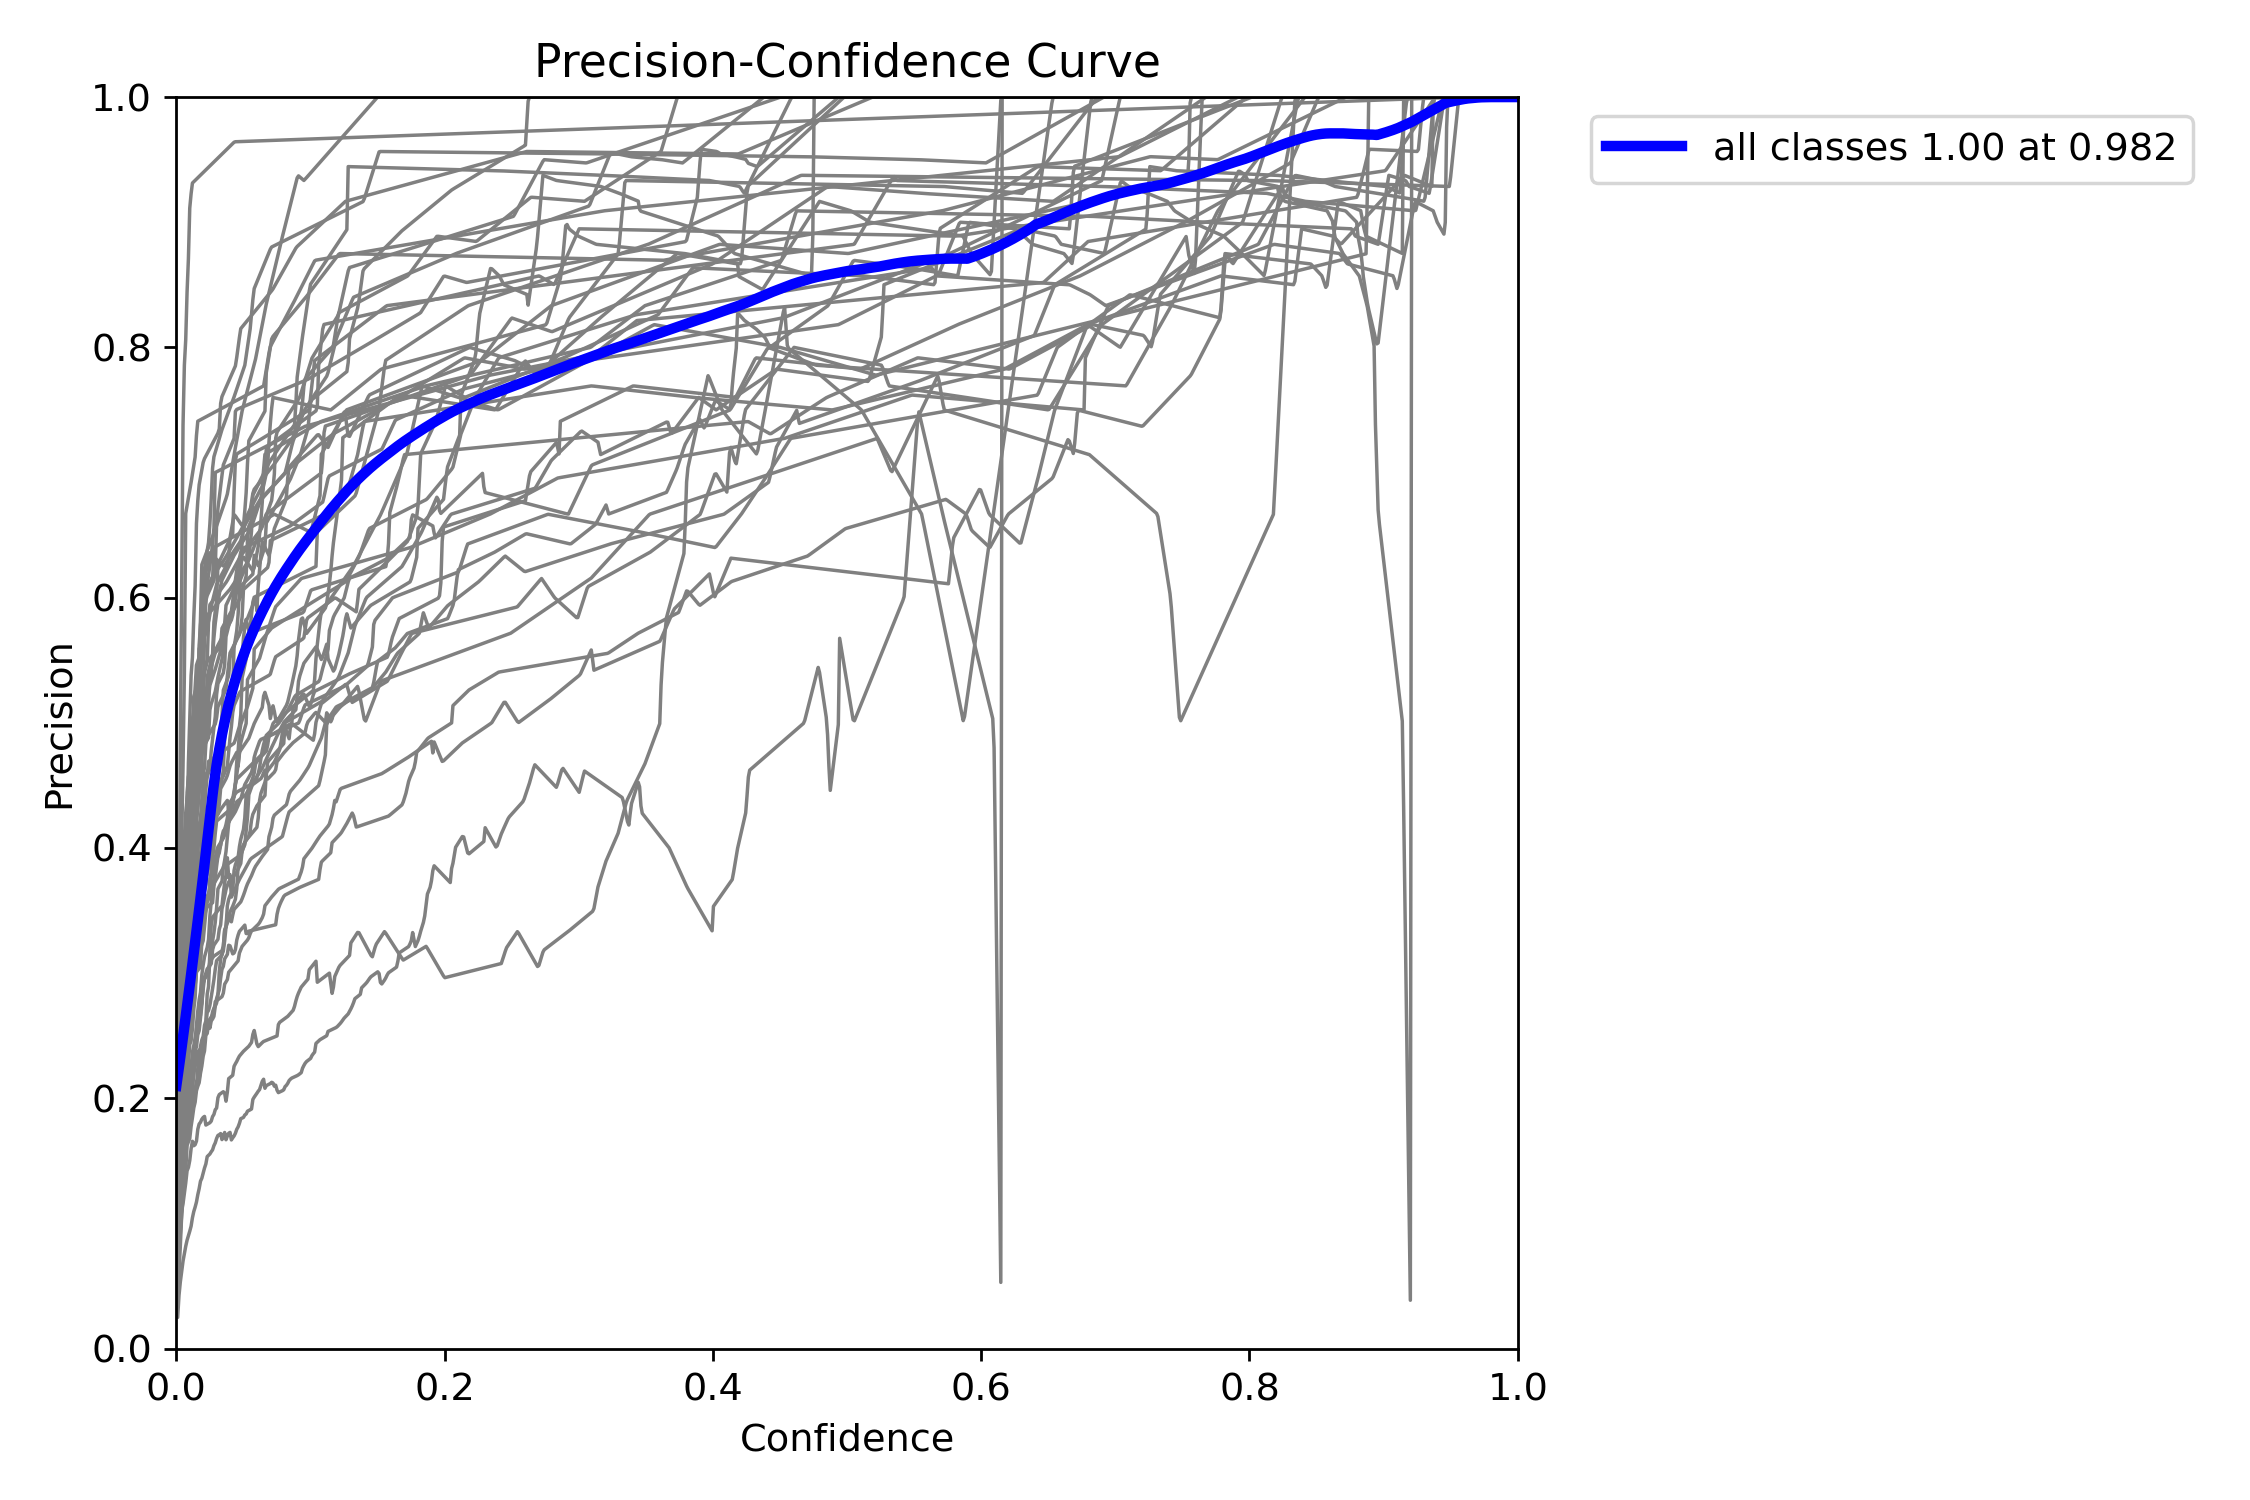 Precision-Confidence Curve
1.0
0.8
0.6
0.4
0.2
0.0
Precision
0.0 0.2 0.4 0.6 0.8 1.0
Confidence
all classes 1.00 at 0.982